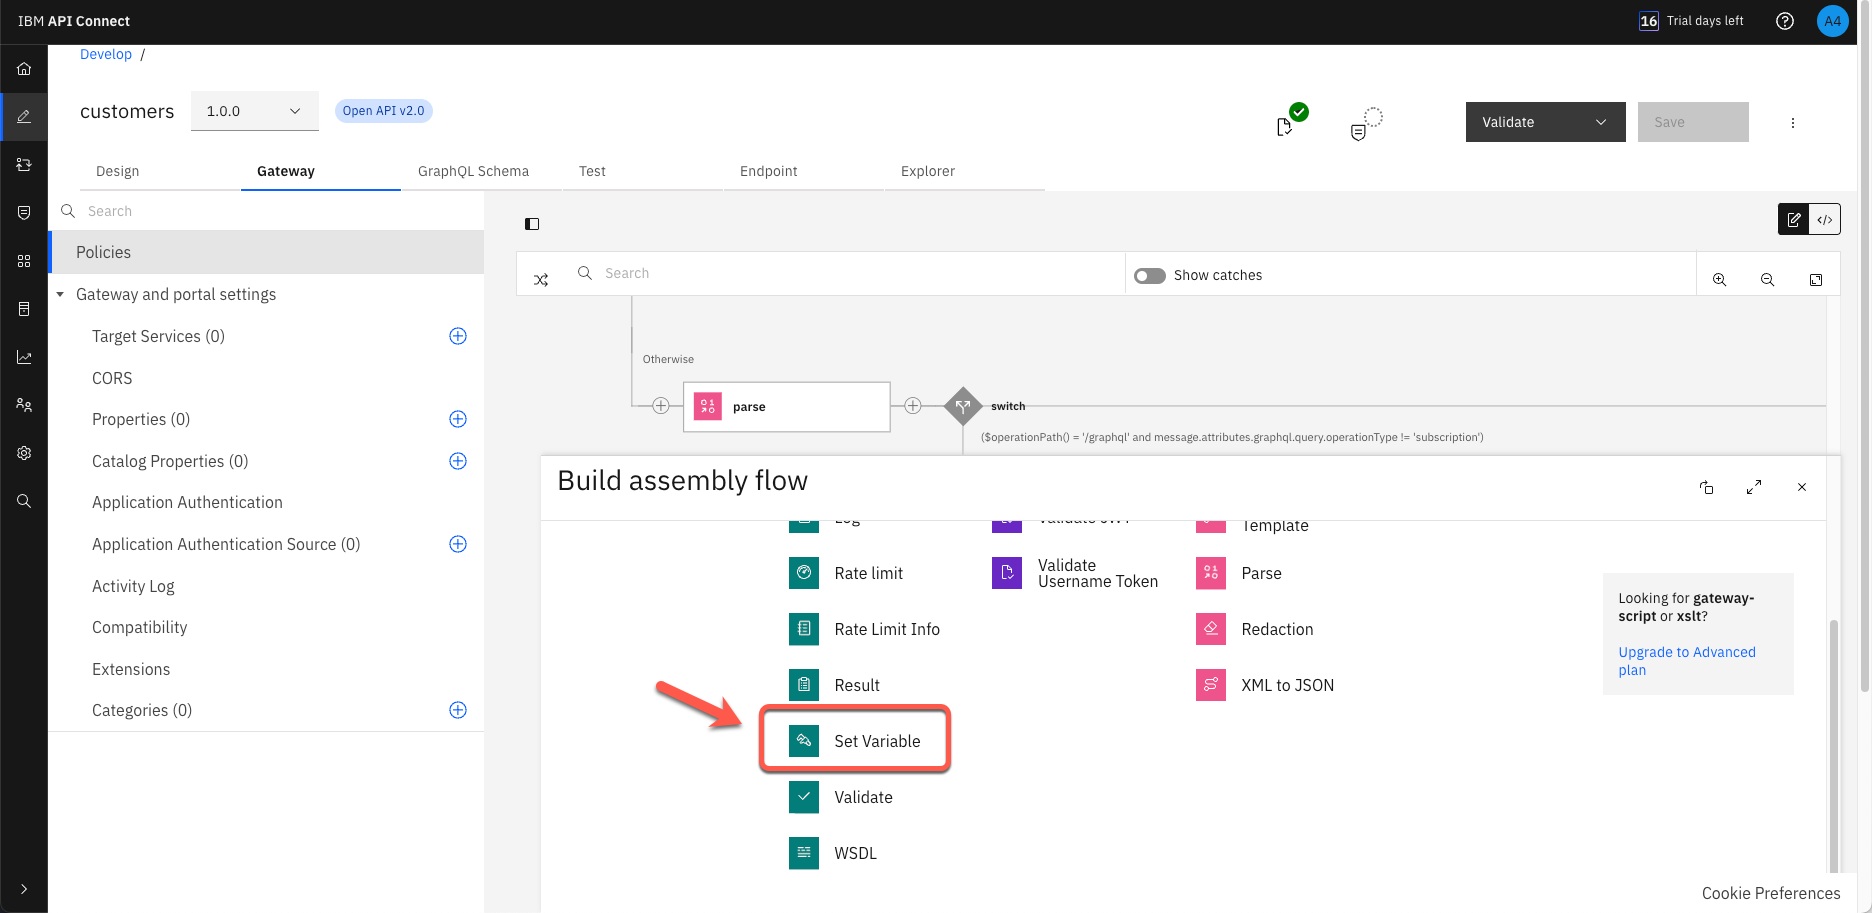 IBM API Connect
16 Trial days left
A4
Develop /
customers
1.0.0
Open API v2.0
Validate
Save
Design
Gateway
GraphQL Schema
Test
Endpoint
Explorer
Search
Policies
Gateway and portal settings
Target Services (0)
CORS
Properties (0)
Catalog Properties (0)
Application Authentication
Application Authentication Source (0)
Activity Log
Compatibility
Extensions
Categories (0)
Search
Show catches
Otherwise
parse
switch
($operationPath() = '/graphql' and message.attributes.graphql.query.operationType != 'subscription')
Build assembly flow
Log
Validate JWT
Template
Rate limit
Validate
Username Token
Parse
Rate Limit Info
Redaction
Result
XML to JSON
Set Variable
Validate
WSDL
Looking for gateway-
script or xslt?
Upgrade to Advanced
plan
Cookie Preferences